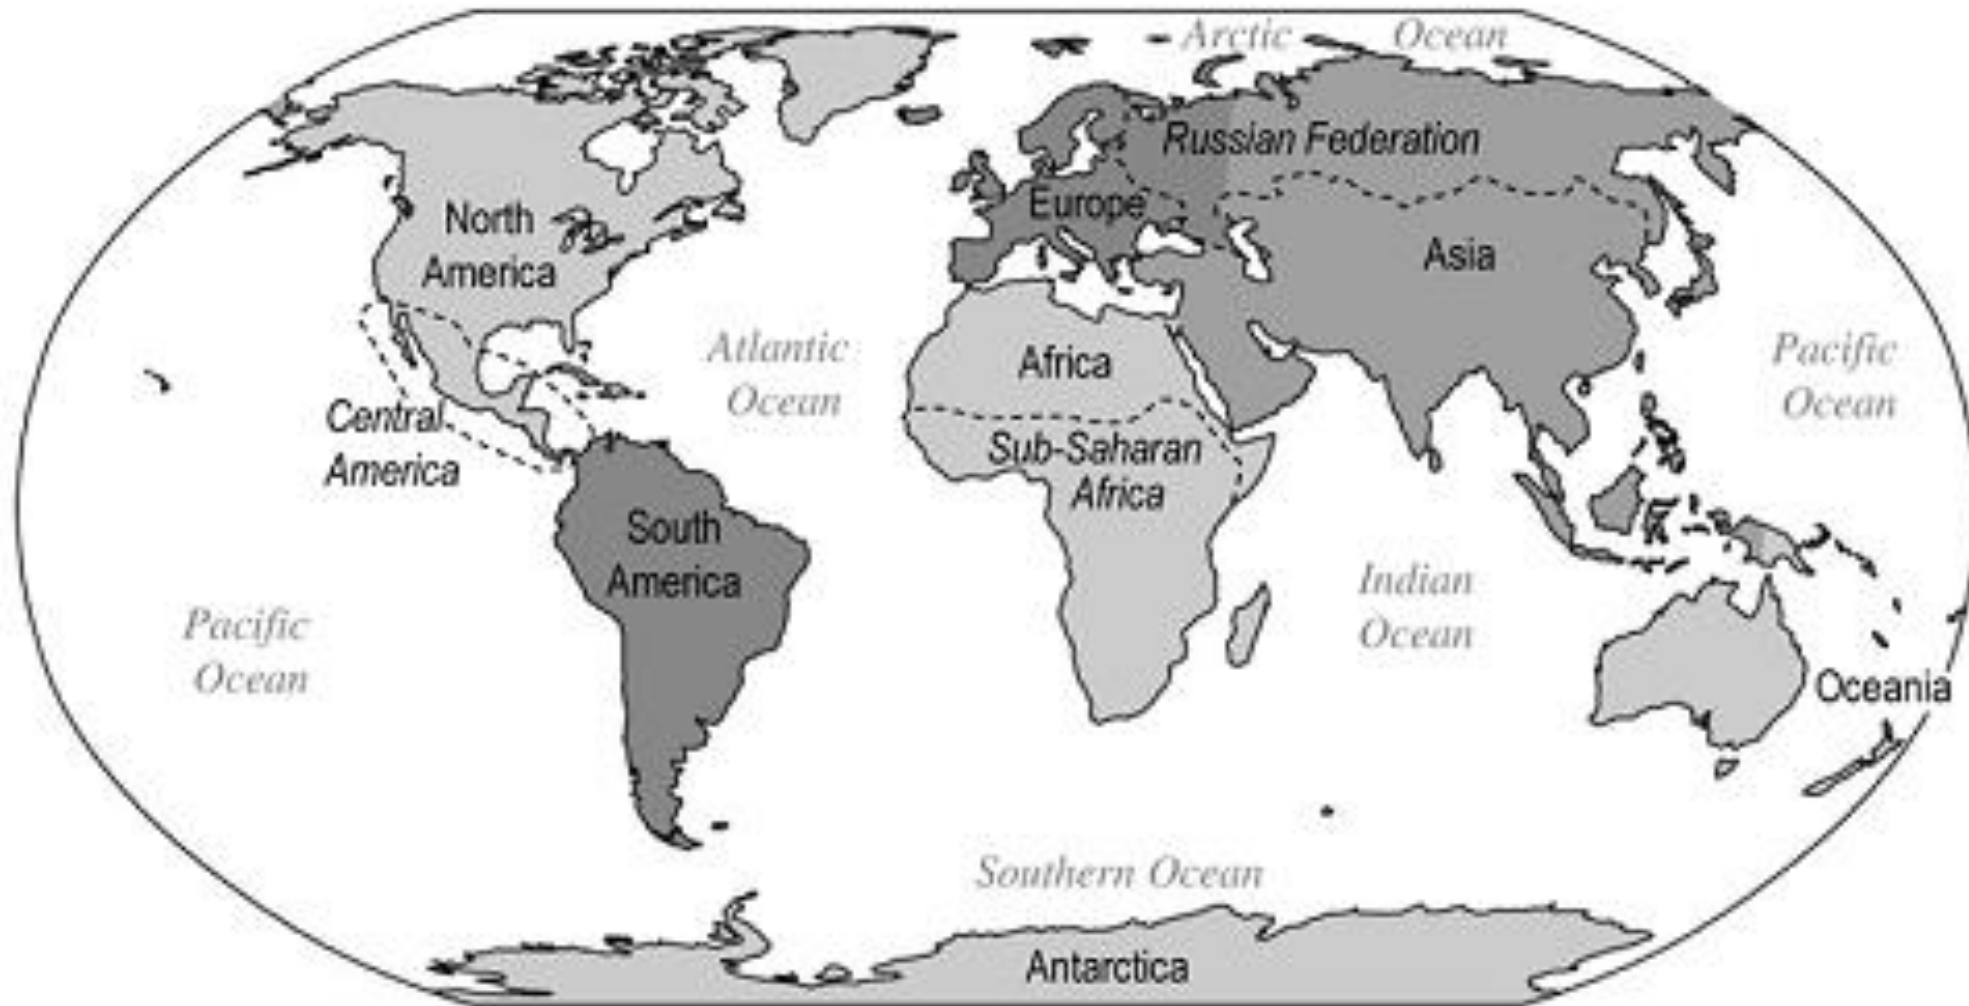 Arctic Ocean
Russian Federation
Europe
North
America
Asia
Atlantic
Ocean
Africa
Pacific
Ocean
Central
America
Sub-Saharan
Africa
South
America
Indian
Ocean
Pacific
Ocean
Oceania
Southern Ocean
Antarctica